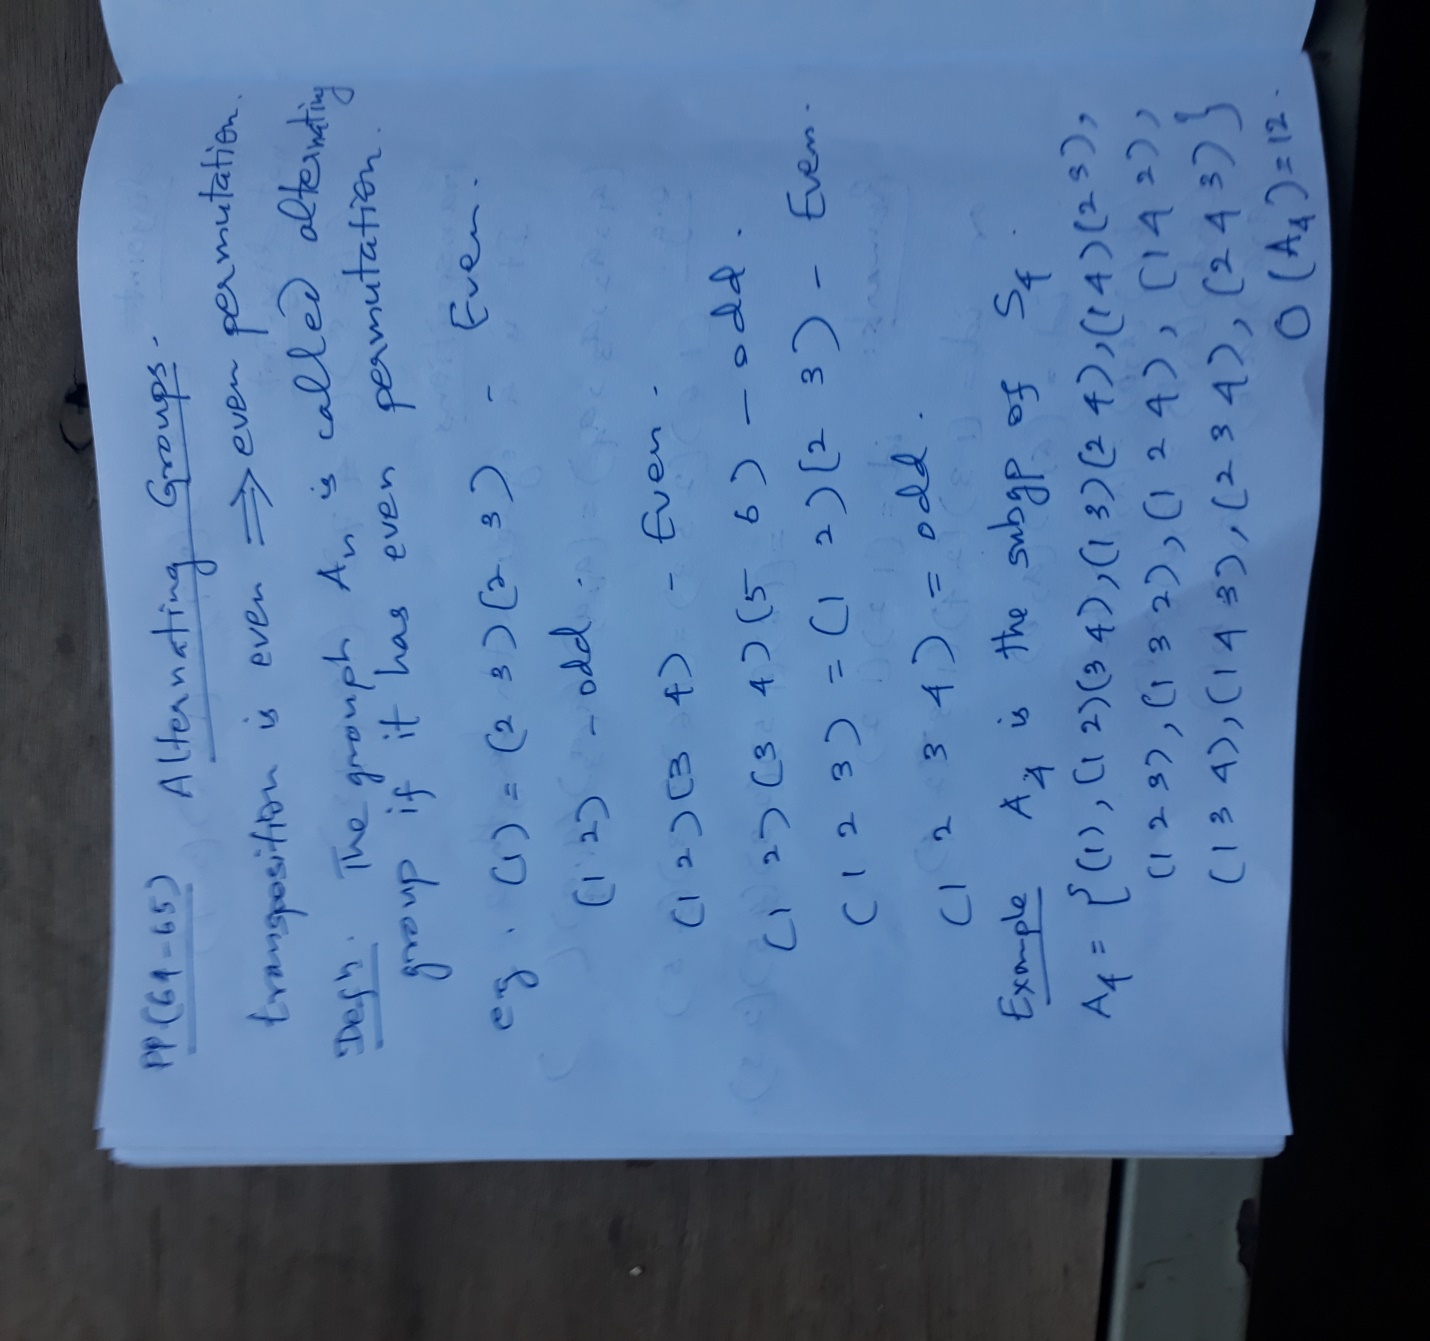 PP(64-65) Alternating Groups.
transposition is even ⇒ even permutation.
Defn. The grouph An is called alternating
group if it has even permutation.
eg. (1) = (2 3)(2 3) - Even.
(1 2) - odd.
(1 2)(3 4) - Even.
(1 2)(3 4)(5 6) - odd.
(1 2 3) = (1 2)(2 3) - Even.
(1 2 3 4) = odd.
Example A4 is the subgp of S4.
A4 = {(1), (1 2)(3 4), (1 3)(2 4), (1 4)(2 3),
(1 2 3), (1 3 2), (1 2 4), (1 4 2),
(1 3 4), (1 4 3), (2 3 4), (2 4 3)}
O(A4) = 12.